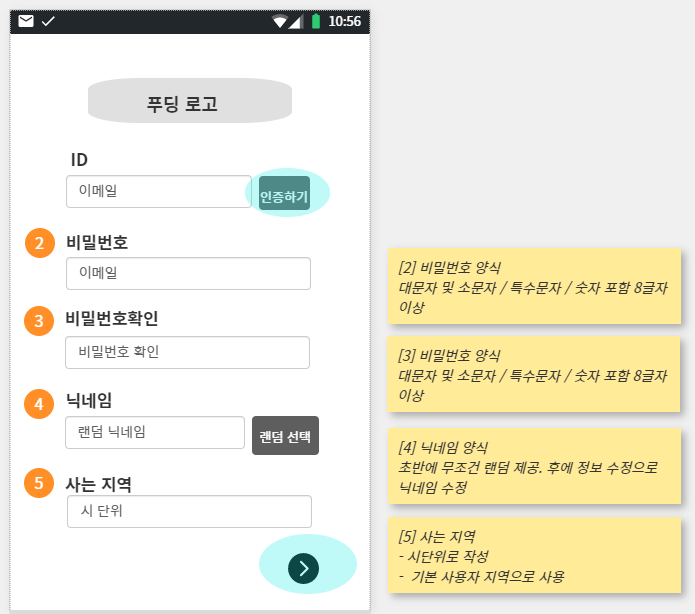 10:56
푸딩 로고
ID
이메일
인증하기
2 비밀번호
이메일
3 비밀번호확인
비밀번호 확인
4 닉네임
랜덤 닉네임
랜덤 선택
5 사는 지역
시 단위
[2] 비밀번호 양식
대문자 및 소문자 / 특수문자 / 숫자 포함 8글자
이상
[3] 비밀번호 양식
대문자 및 소문자 / 특수문자 / 숫자 포함 8글자
이상
[4] 닉네임 양식
초반에 무조건 랜덤 제공. 후에 정보 수정으로
닉네임 수정
[5] 사는 지역
- 시단위로 작성
- 기본 사용자 지역으로 사용